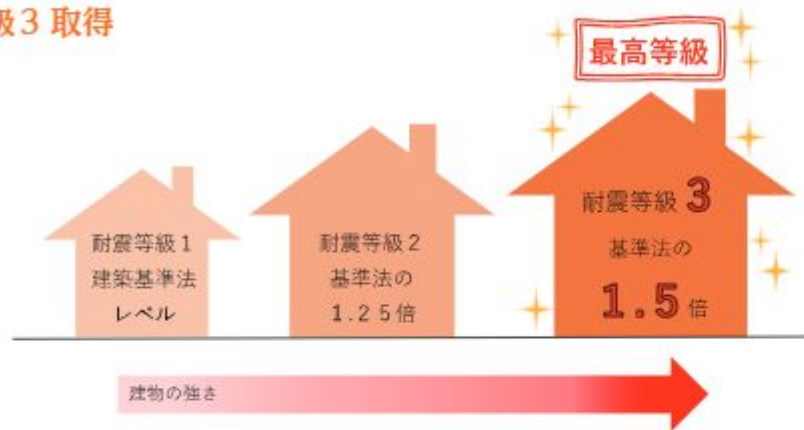 級3 取得
最高等級
耐震等級1
建築基準法
レベル
耐震等級2
基準法の
1.25倍
耐震等級 3
基準法の
1.5倍
建物の強さ